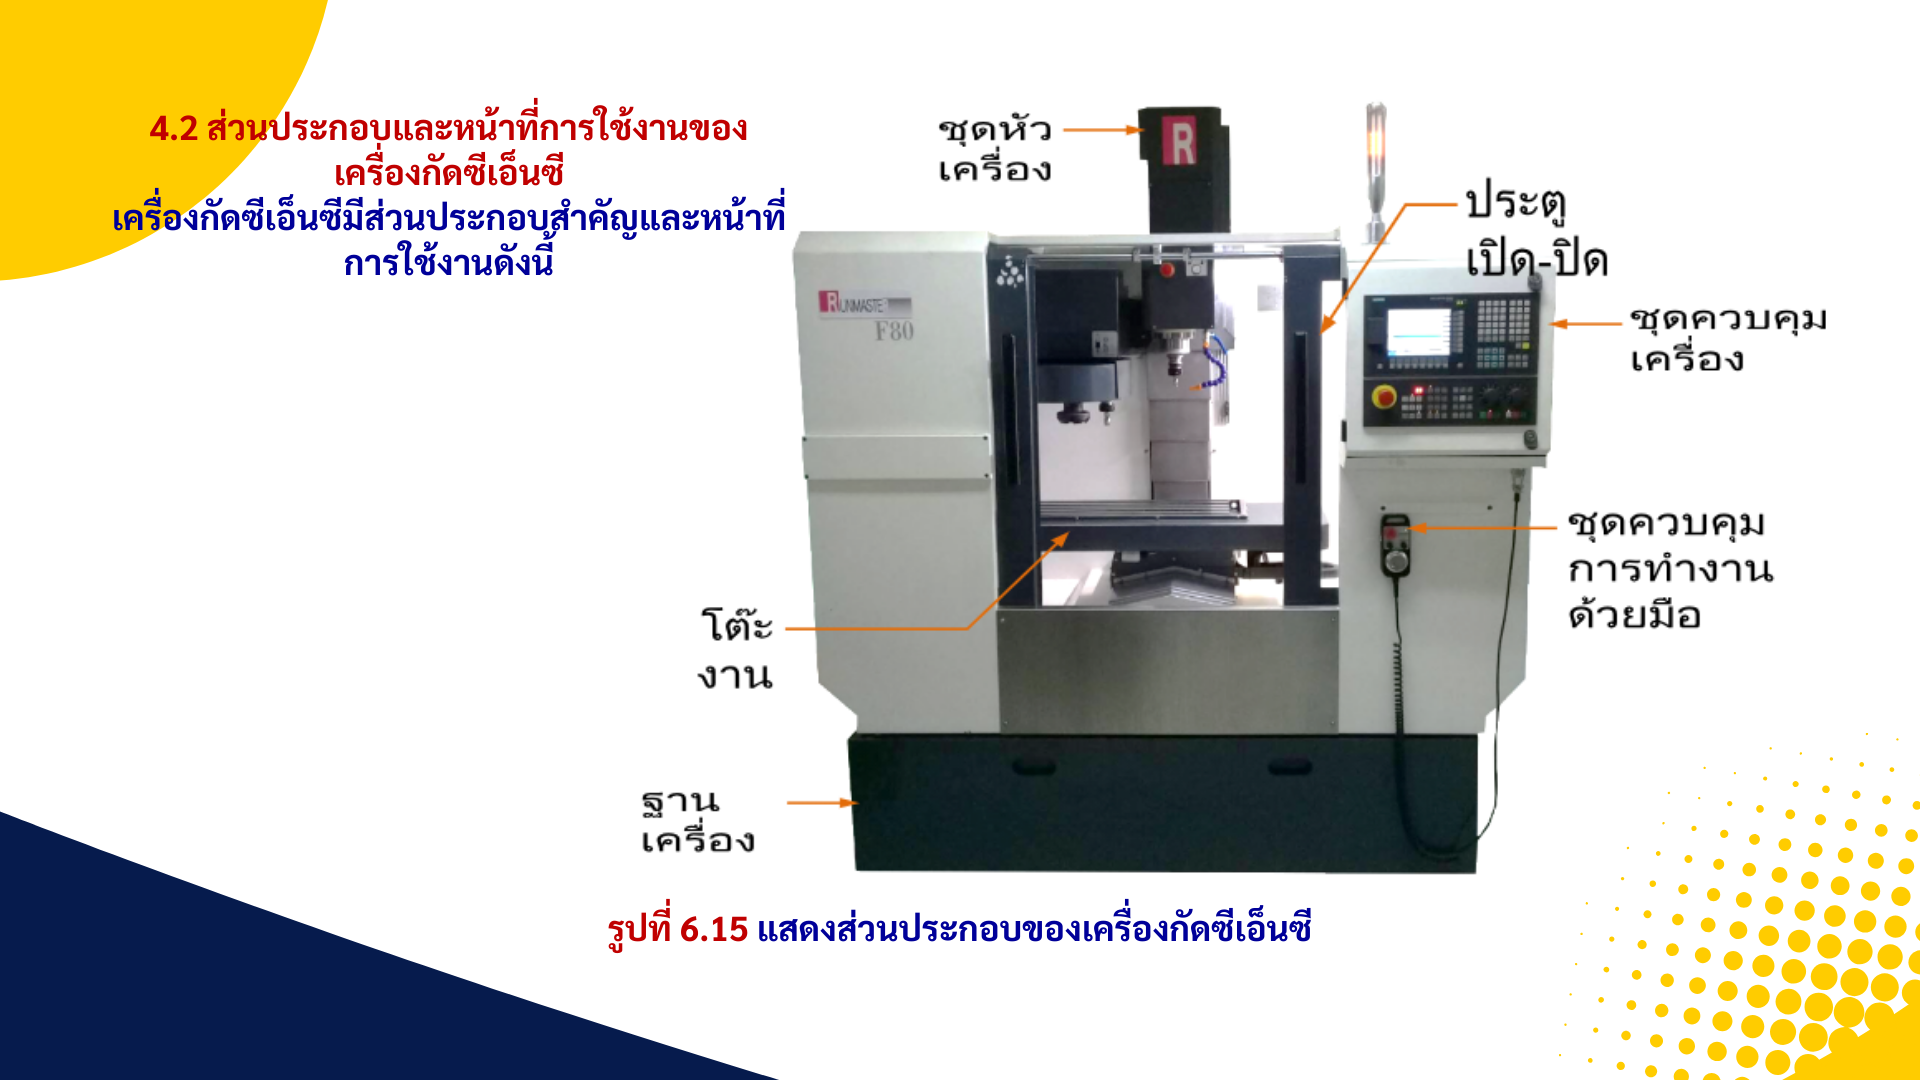 4.2 ส่วนประกอบและหน้าที่การใช้งานของ
เครื่องกัดซีเอ็นซี
เครื่องกัดซีเอ็นซีมีส่วนประกอบสำคัญและหน้าที่
การใช้งานดังนี้
ชุดหัว
เครื่อง
R
ประตู
เปิด-ปิด
RUNMASTER
F80
ชุดควบคุม
เครื่อง
ชุดควบคุม
การทำงาน
ด้วยมือ
โต๊ะ
งาน
ฐาน
เครื่อง
รูปที่ 6.15 แสดงส่วนประกอบของเครื่องกัดซีเอ็นซี